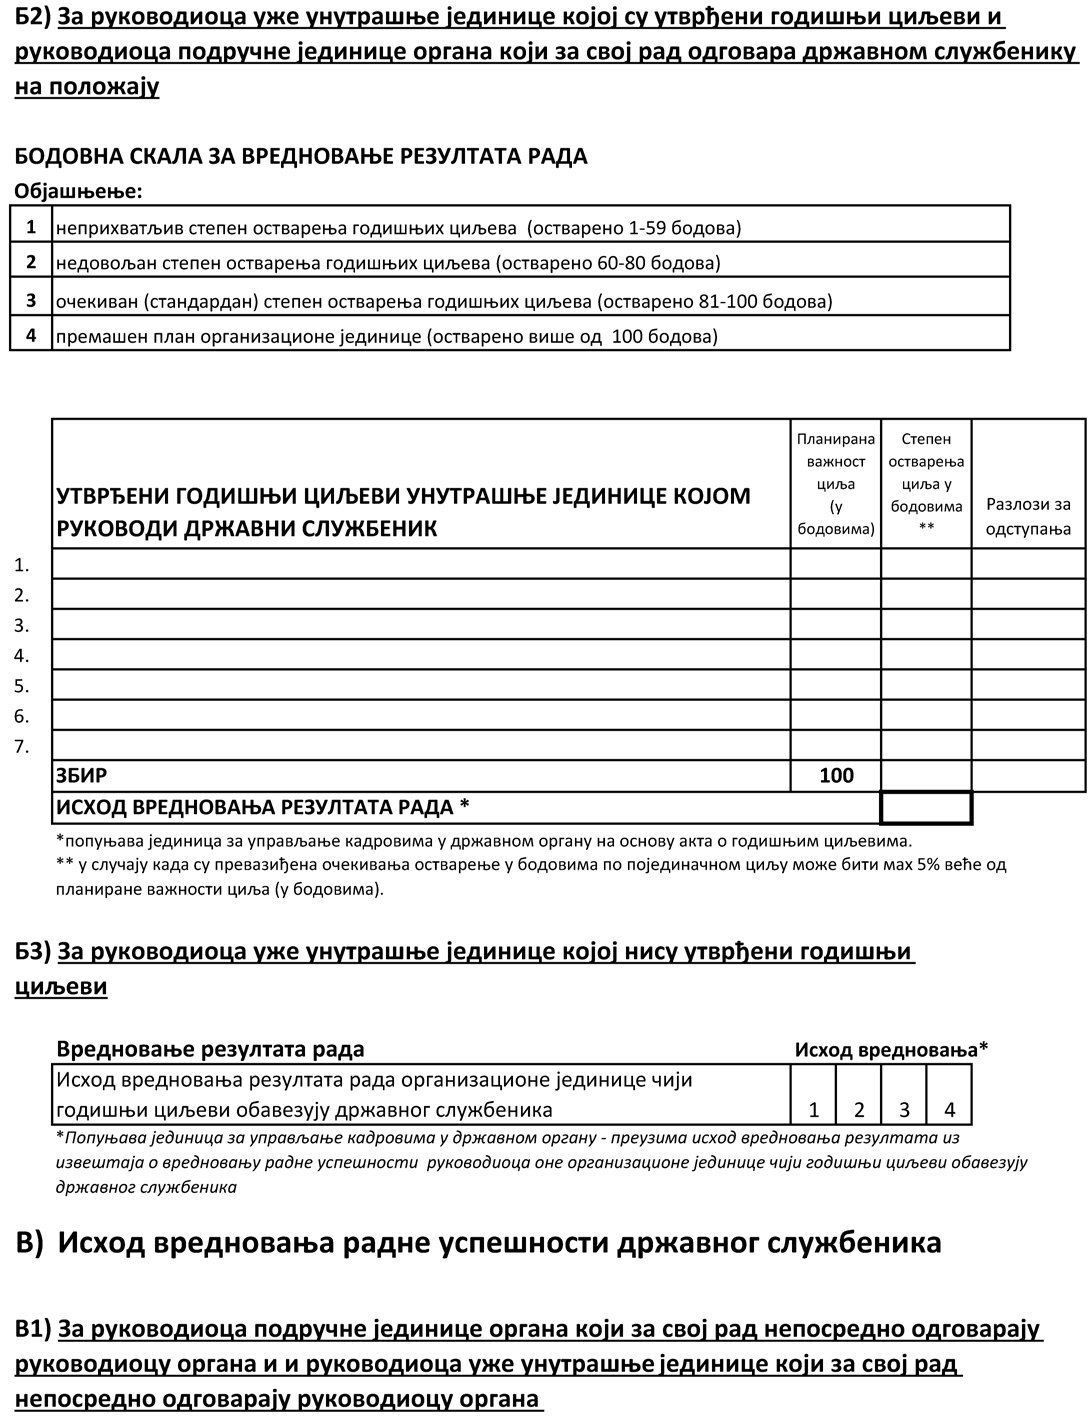 Б2) За руководиоца уже унутрашње јединице којој су утврђени годишњи циљеви и
руководиоца подручне јединице органа који за свој рад одговара државном службенику
на положају
БОДОВНА СКАЛА ЗА ВРЕДНОВАЊЕ РЕЗУЛТАТА РАДА
Објашњење:
1 неприхватљив степен остварења годишњих циљева (остварено 1-59 бодова)
2 недовољан степен остварења годишњих циљева (остварено 60-80 бодова)
3 очекиван (стандардан) степен остварења годишњих циљева (остварено 81-100 бодова)
4 премашен план организационе јединице (остварено више од 100 бодова)
УТВРЂЕНИ ГОДИШЊИ ЦИЉЕВИ УНУТРАШЊЕ ЈЕДИНИЦЕ КОЈОМ
РУКОВОДИ ДРЖАВНИ СЛУЖБЕНИК
Планирана
важност
циља
(у
бодовима)
Степен
остварења
циља у
бодовима
**
Разлози за
одступања
1.
2.
3.
4.
5.
6.
7.
ЗБИР 100
ИСХОД ВРЕДНОВАЊА РЕЗУЛТАТА РАДА *
*попуњава јединица за управљање кадровима у државном органу на основу акта о годишњим циљевима.
** у случају када су превазиђена очекивања остварење у бодовима по појединачном циљу може бити мах 5% веће од
планиране важности циља (у бодовима).
Б3) За руководиоца уже унутрашње јединице којој нису утврђени годишњи
циљеви
Вредновање резултата рада Исход вредновања*
Исход вредновања резултата рада организационе јединице чији
годишњи циљеви обавезују државног службеника 1 2 3 4
*Попуњава јединица за управљање кадровима у државном органу - преузима исход вредновања резултата из
извештаја о вредновању радне успешности руководиоца оне организационе јединице чији годишњи циљеви обавезују
државног службеника
В) Исход вредновања радне успешности државног службеника
В1) За руководиоца подручне јединице органа који за свој рад непосредно одговарају
руководиоцу органа и и руководиоца уже унутрашње јединице који за свој рад
непосредно одговарају руководиоцу органа